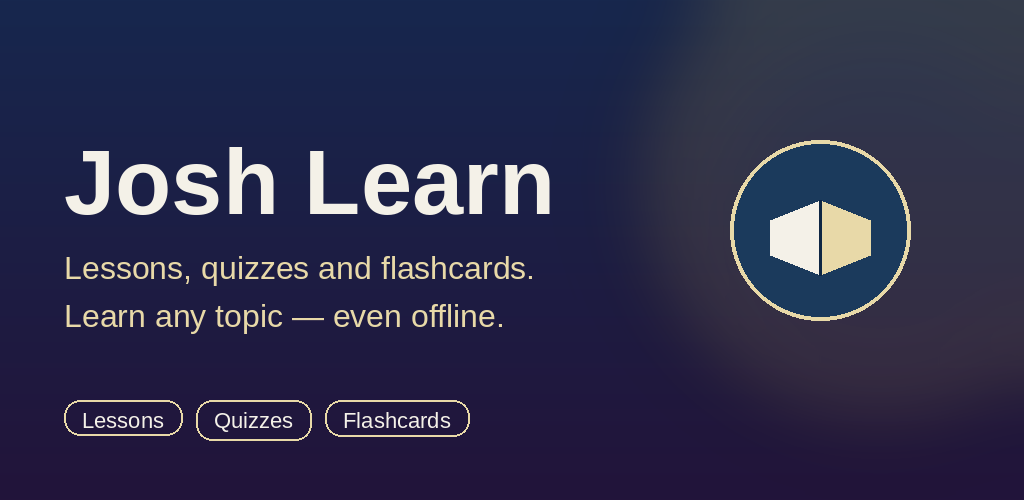 Josh Learn
Lessons, quizzes and flashcards.
Learn any topic — even offline.
Lessons Quizzes Flashcards